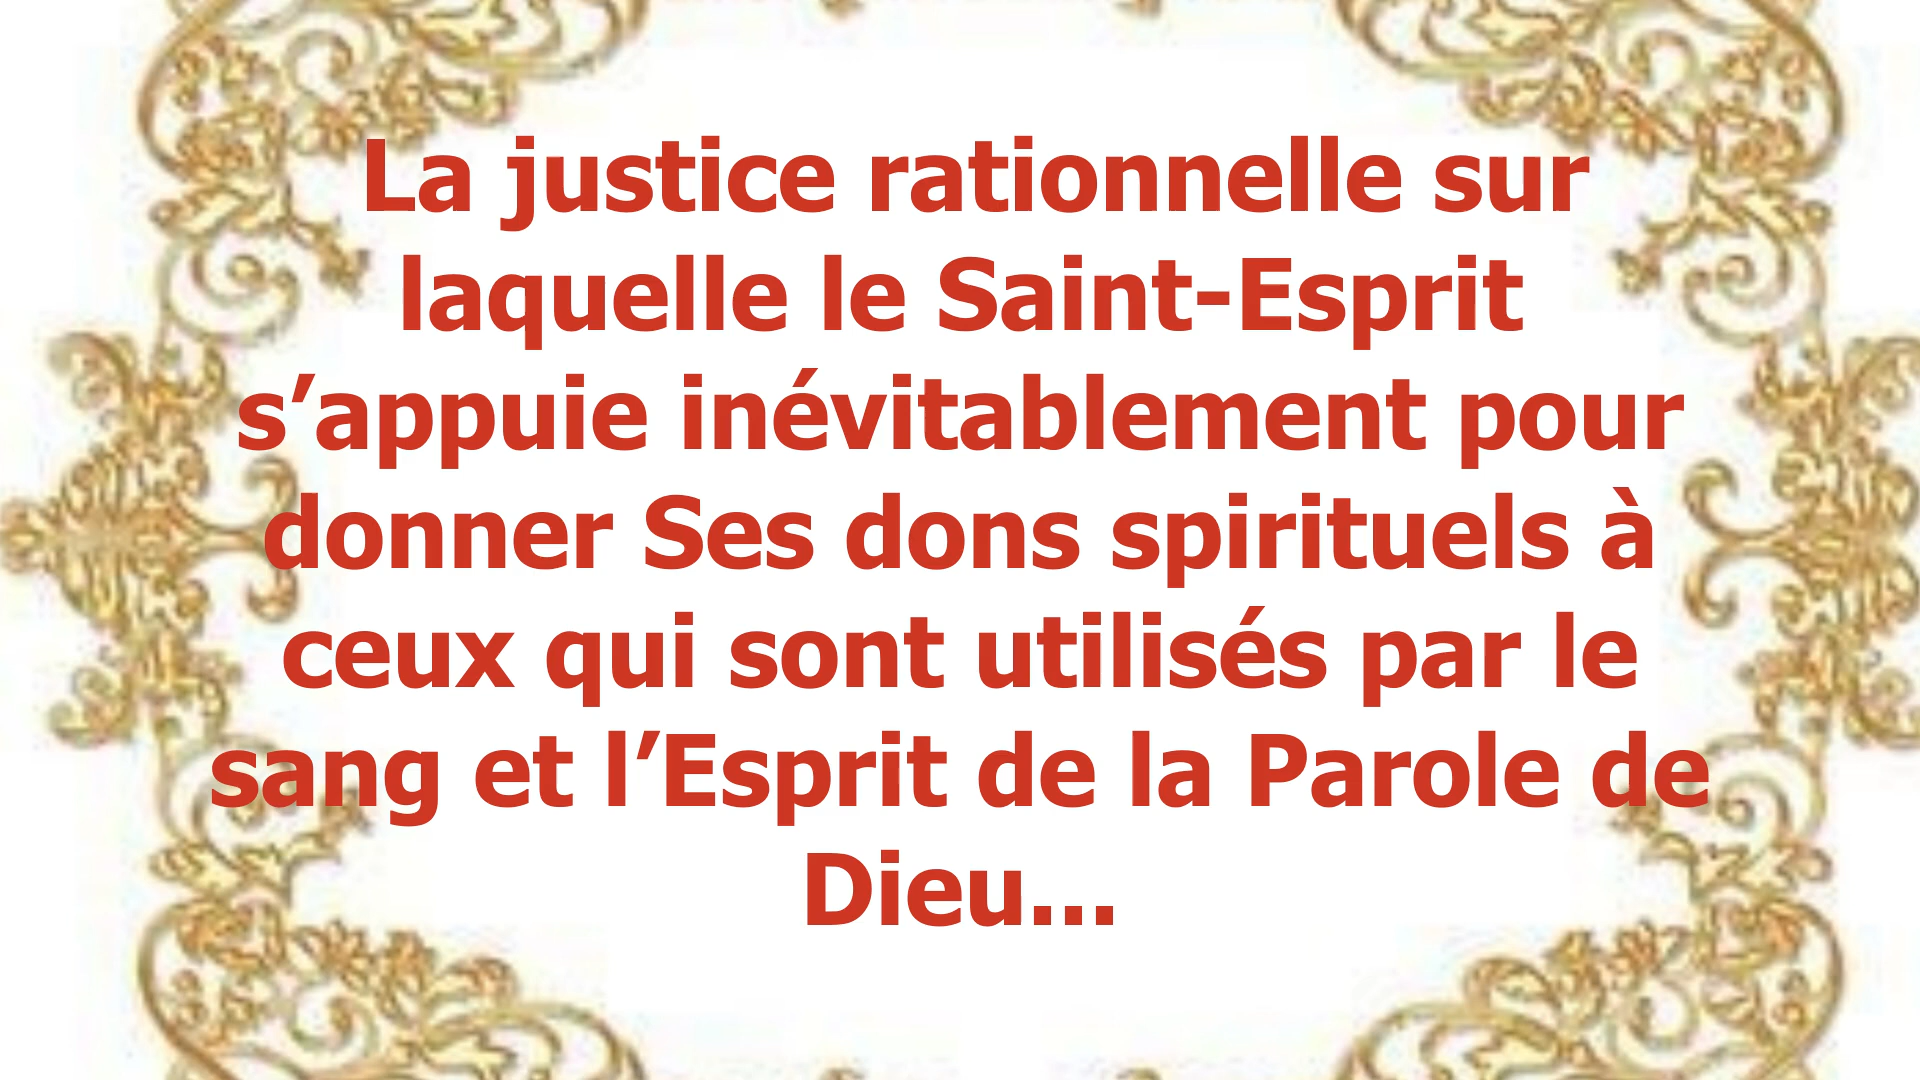 La justice rationnelle sur
laquelle le Saint-Esprit
s’appuie inévitablement pour
donner Ses dons spirituels à
ceux qui sont utilisés par le
sang et l’Esprit de la Parole de
Dieu...